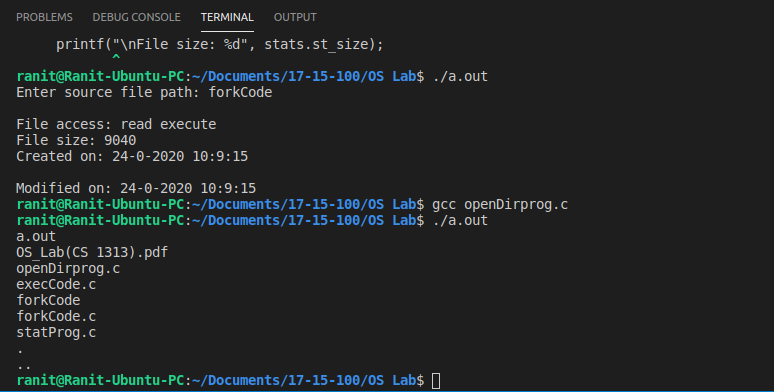 PROBLEMS DEBUG CONSOLE TERMINAL OUTPUT
printf("\nFile size: %d", stats.st_size);
^
ranit@Ranit-Ubuntu-PC:~/Documents/17-15-100/OS Lab$ ./a.out
Enter source file path: forkCode
File access: read execute
File size: 9040
Created on: 24-0-2020 10:9:15
Modified on: 24-0-2020 10:9:15
ranit@Ranit-Ubuntu-PC:~/Documents/17-15-100/OS Lab$ gcc openDirprog.c
ranit@Ranit-Ubuntu-PC:~/Documents/17-15-100/OS Lab$ ./a.out
a.out
OS_Lab(CS 1313).pdf
openDirprog.c
execCode.c
forkCode
forkCode.c
statProg.c
.
..
ranit@Ranit-Ubuntu-PC:~/Documents/17-15-100/OS Lab$